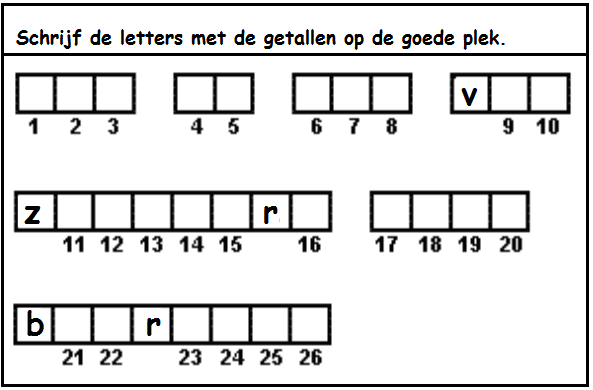 Schrijf de letters met de getallen op de goede plek.
v
1 2 3 4 5 6 7 8 9 10
z r
11 12 13 14 15 16 17 18 19 20
b r
21 22 23 24 25 26